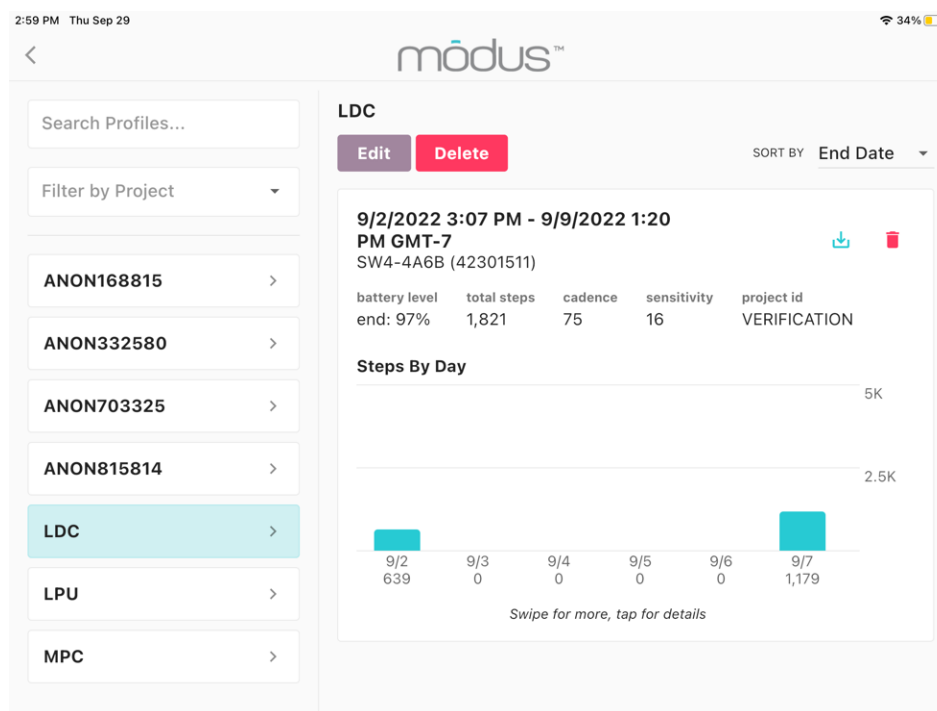 2:59 PM Thu Sep 29
34%
mōdus™
Search Profiles...
Filter by Project
ANON168815
ANON332580
ANON703325
ANON815814
LDC
LPU
MPC
LDC
Edit Delete
SORT BY End Date
9/2/2022 3:07 PM - 9/9/2022 1:20
PM GMT-7
SW4-4A6B (42301511)
battery level total steps cadence sensitivity project id
end: 97% 1,821 75 16 VERIFICATION
Steps By Day
5K
2.5K
9/2 9/3 9/4 9/5 9/6 9/7
639 0 0 0 0 1,179
Swipe for more, tap for details